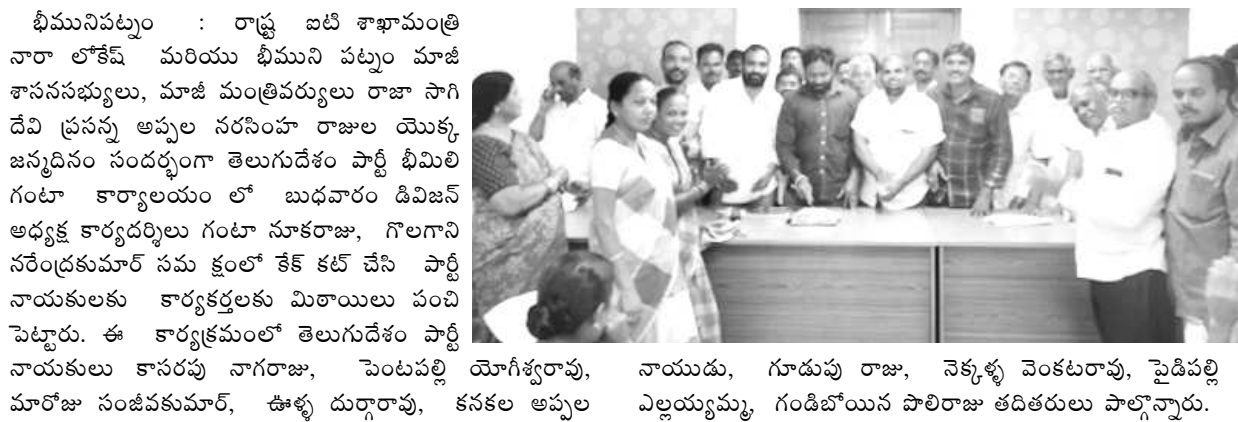 భీమునిపట్నం : రాష్ట్ర ఐటి శాఖామంత్రి
నారా లోకేష్ మరియు భీముని పట్నం మాజీ
శాసనసభ్యులు, మాజీ మంత్రివర్యులు రాజా సాగి
దేవి ప్రసన్న అప్పల నరసింహ రాజుల యొక్క
జన్మదినం సందర్భంగా తెలుగుదేశం పార్టీ భీమిలి
గంటా కార్యాలయం లో బుధవారం డివిజన్
అధ్యక్ష కార్యదర్శిలు గంటా నూకరాజు, గొలగాని
నరేంద్రకుమార్ సమ క్షంలో కేక్ కట్ చేసి పార్టీ
నాయకులకు కార్యకర్తలకు మిఠాయిలు పంచి
పెట్టారు. ఈ కార్యక్రమంలో తెలుగుదేశం పార్టీ
నాయకులు కాసరపు నాగరాజు, పెంటపల్లి యోగీశ్వరావు,
మారోజు సంజీవకుమార్, ఊళ్ళ దుర్గారావు, కనకల అప్పల
నాయుడు, గూడుపు రాజు, నెక్కళ్ళ వెంకటరావు, పైడిపల్లి
ఎల్లయ్యమ్మ, గండిబోయిన పొలిరాజు తదితరులు పాల్గొన్నారు.